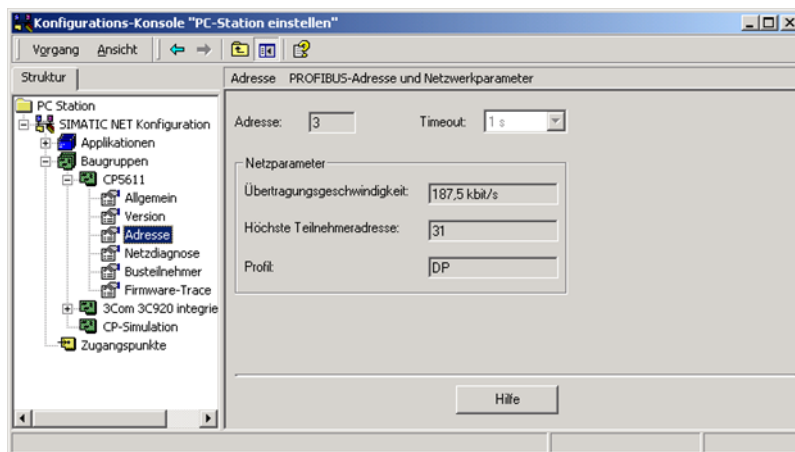 Konfigurations-Konsole "PC-Station einstellen"
Vorgang Ansicht
Struktur
Adresse PROFIBUS-Adresse und Netzwerkparameter
PC Station
SIMATIC NET Konfiguration
Applikationen
Baugruppen
CP5611
Allgemein
Version
Adresse
Netzdiagnose
Busteilnehmer
Firmware-Trace
3Com 3C920 integrie
CP-Simulation
Zugangspunkte
Adresse: 3 Timeout: 1 s
Netzparameter
Übertragungsgeschwindigkeit: 187,5 kbit/s
Höchste Teilnehmeradresse: 31
Profil: DP
Hilfe